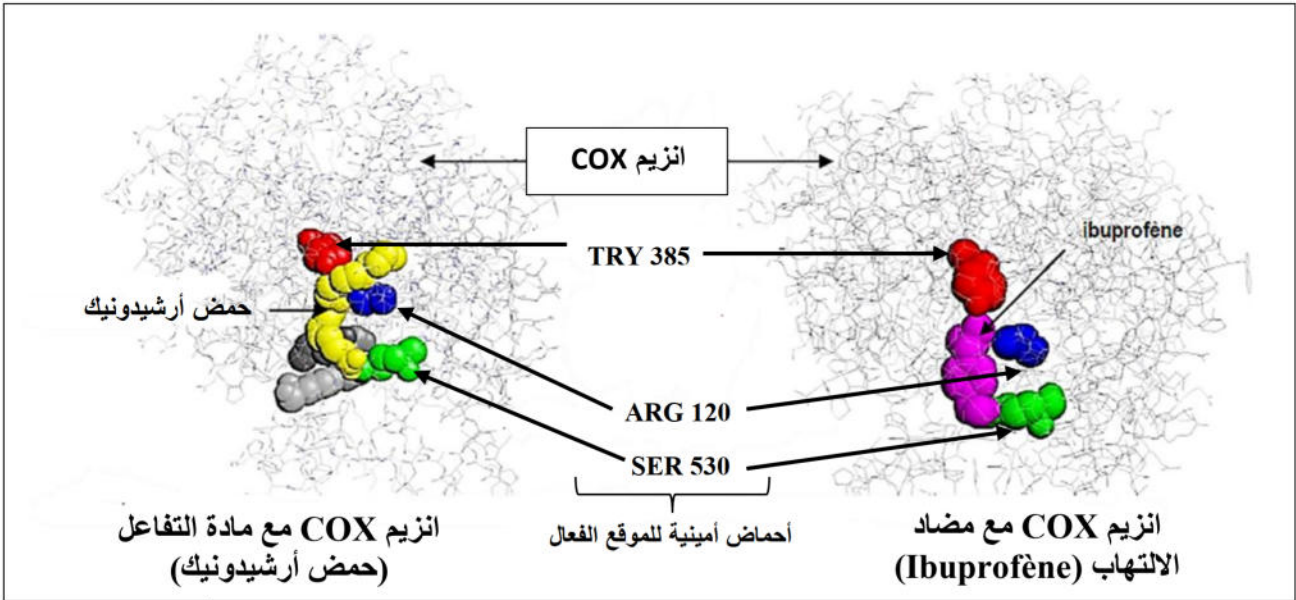 انزيم COX
ibuprofène
TRY 385
حمض أرشيدونيك
ARG 120
SER 530
أحماض أمينية للموقع الفعال
انزيم COX مع مضاد
الالتهاب (Ibuprofène)
انزيم COX مع مادة التفاعل
(حمض أرشيدونيك)